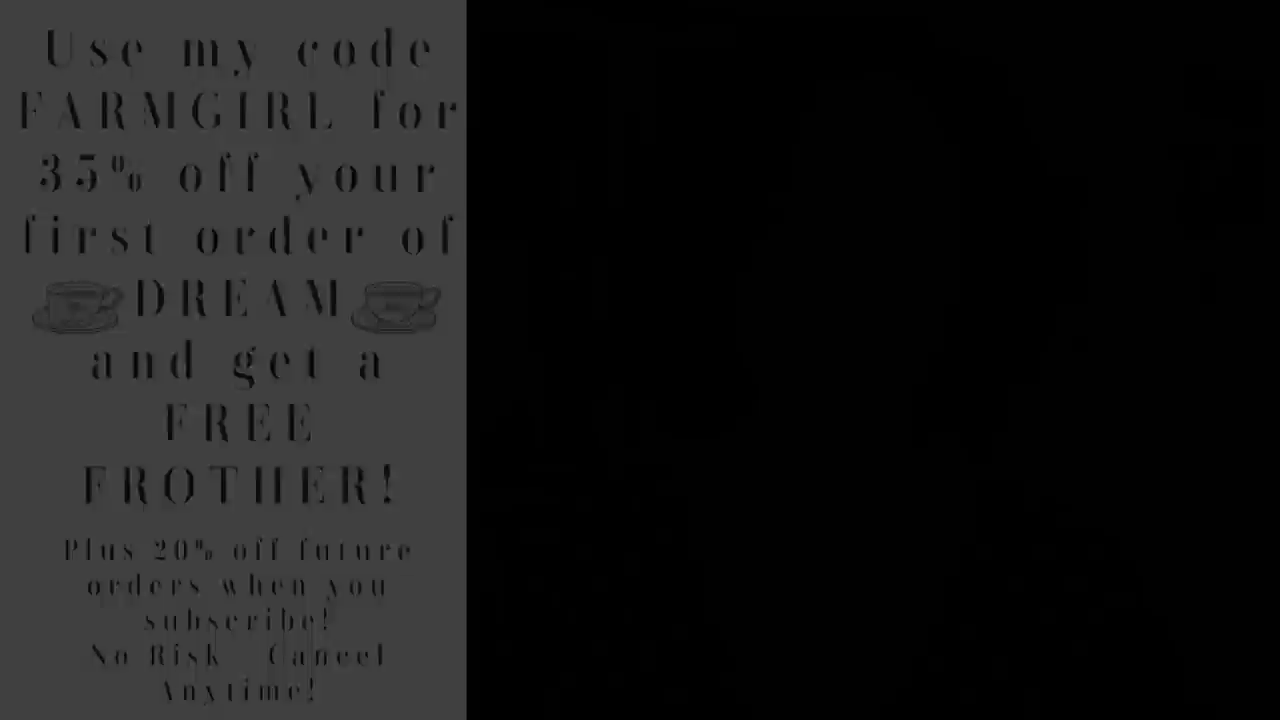 Use my code
FARMGIRL for
35% off your
first order of
DREAM
and get a
FREE
FROTHER!
Plus 20% off future
orders when you
subscribe!
No Risk Cancel
Anytime!